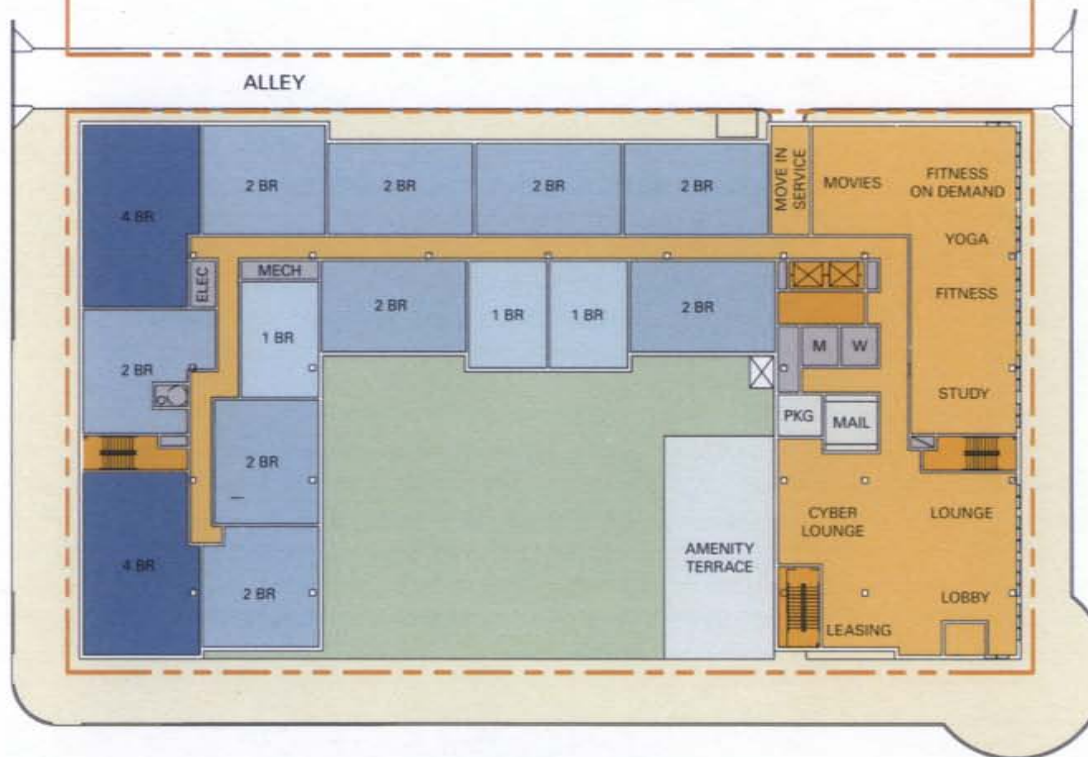 ALLEY
4 BR
2 BR
2 BR
2 BR
2 BR
MOVE IN
SERVICE
MOVIES
FITNESS
ON DEMAND
YOGA
ELEC
MECH
FITNESS
2 BR
1 BR
1 BR
2 BR
1 BR
2 BR
M
W
STUDY
PKG
MAIL
2 BR
CYBER
LOUNGE
LOUNGE
AMENITY
TERRACE
4 BR
2 BR
LOBBY
LEASING